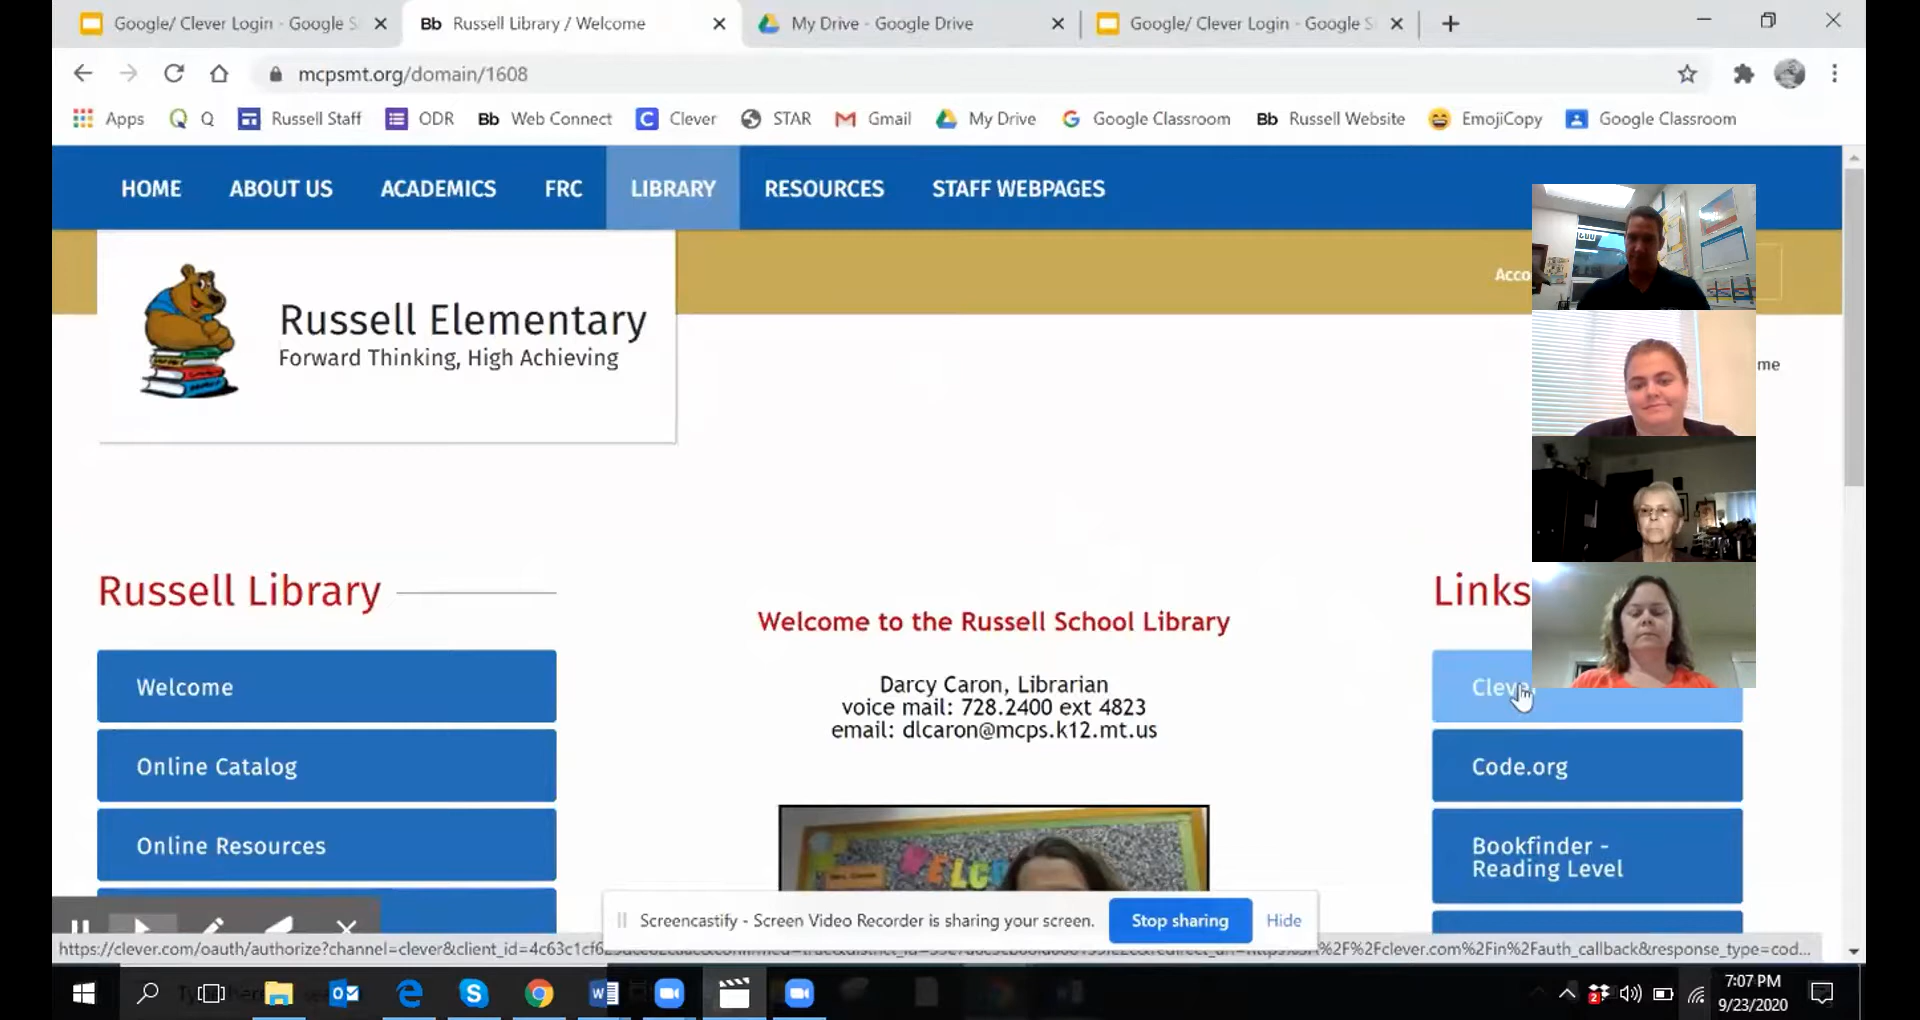 Google/ Clever Login - Google S
Russell Library / Welcome
My Drive - Google Drive
Google/ Clever Login - Google S
mcpsmt.org/domain/1608
Apps
Q
Russell Staff
ODR
Bb Web Connect
Clever
STAR
Gmail
My Drive
Google Classroom
Bb Russell Website
EmojiCopy
Google Classroom
HOME
ABOUT US
ACADEMICS
FRC
LIBRARY
RESOURCES
STAFF WEBPAGES
Acco
Russell Elementary
Forward Thinking, High Achieving
me
Russell Library
Welcome
Online Catalog
Online Resources
Welcome to the Russell School Library
Darcy Caron, Librarian
voice mail: 728.2400 ext 4823
email: dlcaron@mcps.k12.mt.us
Links
Cleve
Code.org
Bookfinder -
Reading Level
Screencastify - Screen Video Recorder is sharing your screen.
Stop sharing
Hide
7:07 PM
9/23/2020